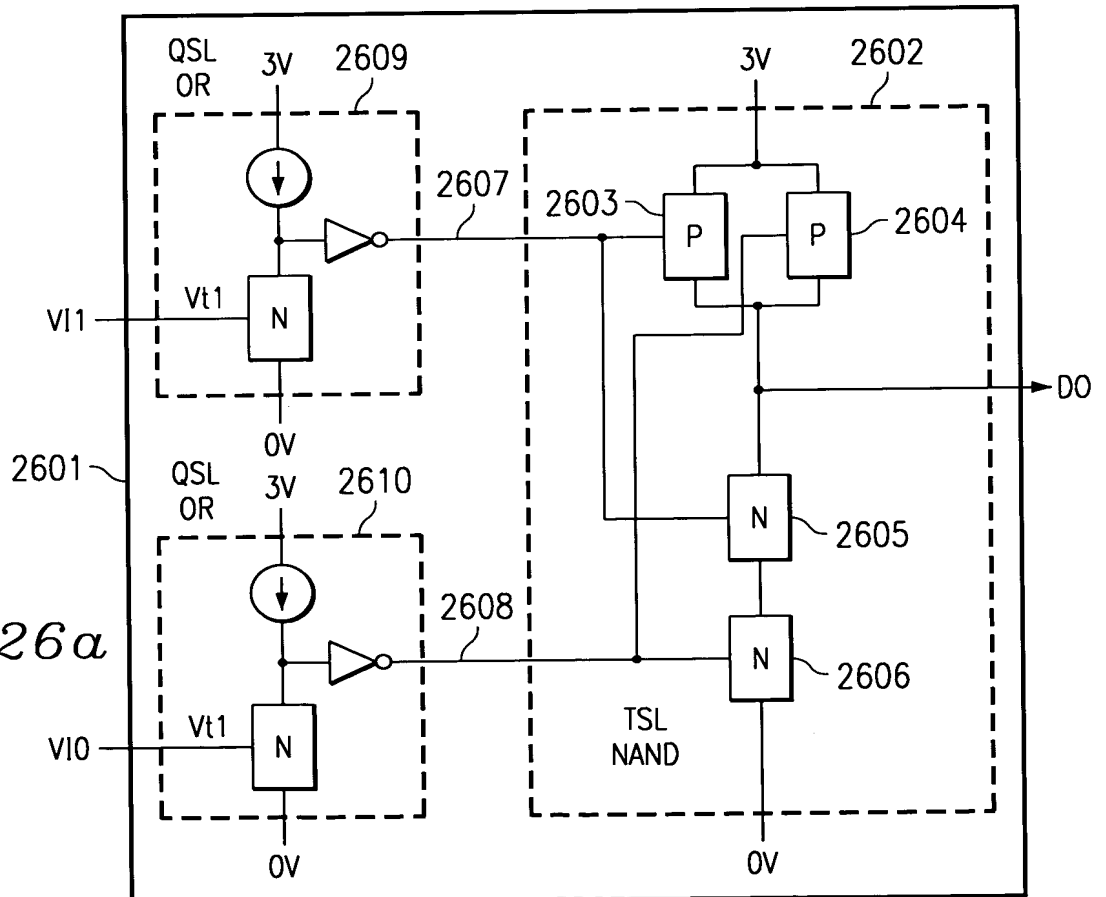 QSL
OR
3V
2609
3V
2602
2607
2603
P
P
2604
Vt1
VI1
N
DO
0V
2601
QSL
OR
3V
2610
N
2605
2608
26a
N
2606
Vt1
VI0
N
TSL
NAND
0V
0V